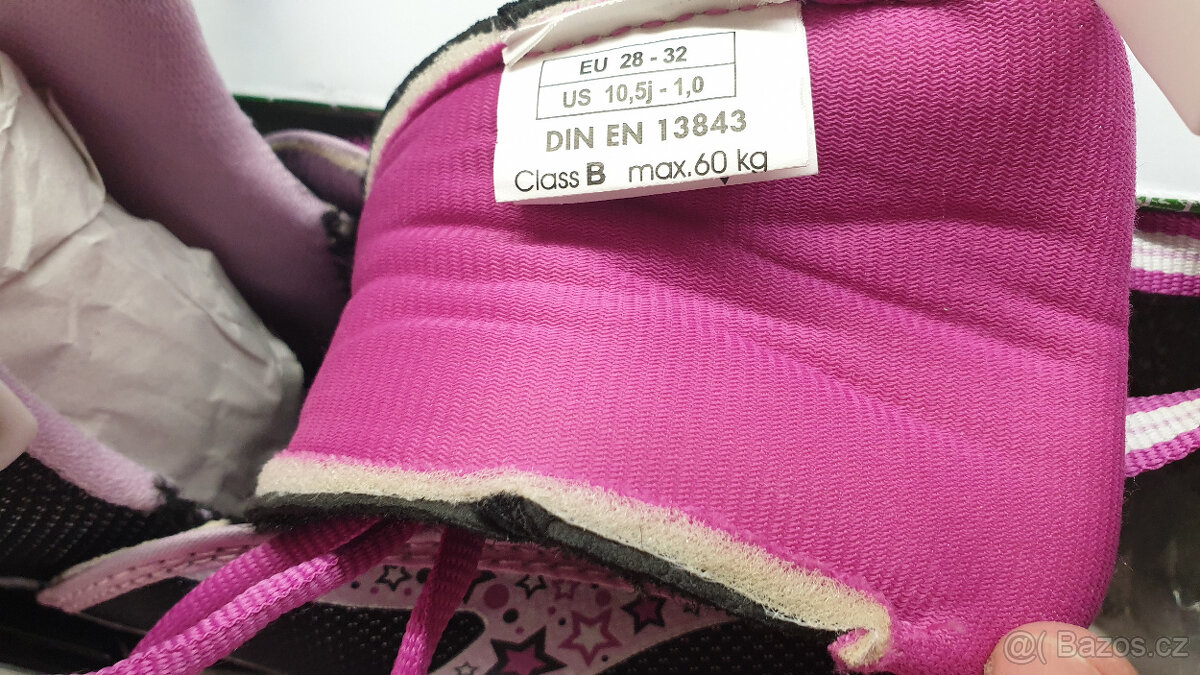 EU 28 - 32
US 10,5j - 1,0
DIN EN 13843
Class B max.60 kg
@( Bazos.cz